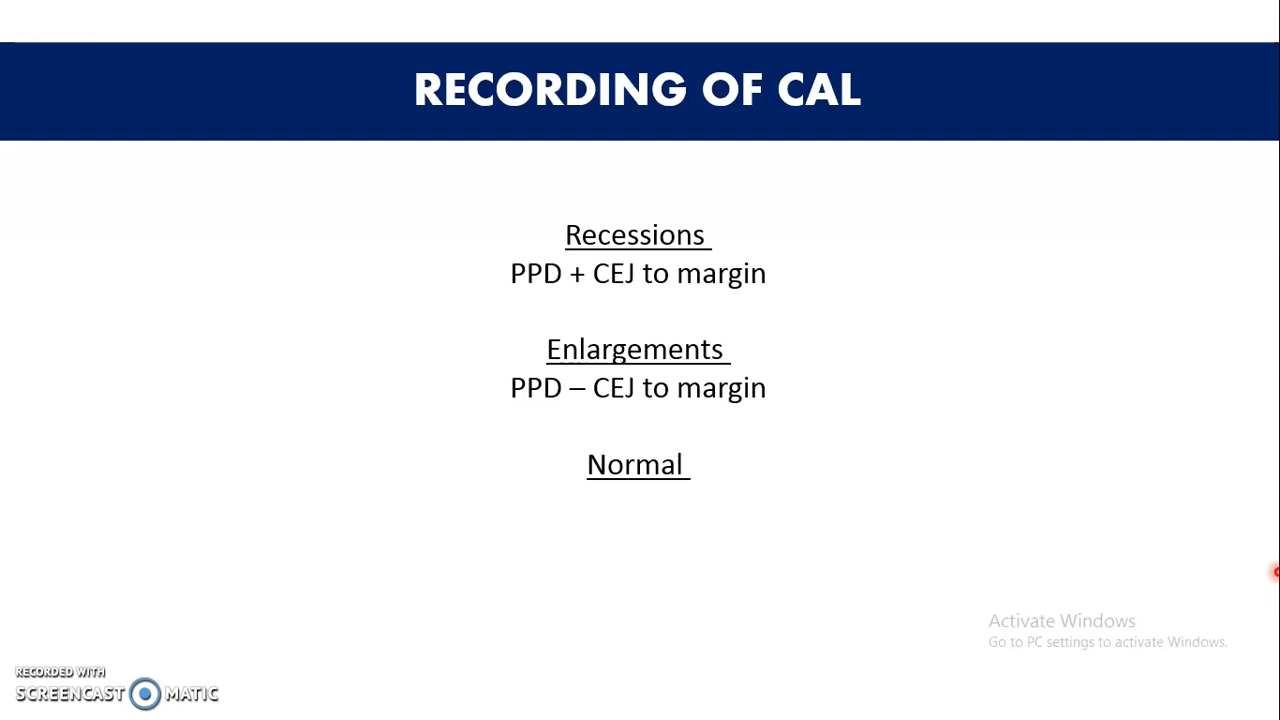 RECORDING OF CAL
Recessions
PPD + CEJ to margin
Enlargements
PPD – CEJ to margin
Normal
Activate Windows
Go to PC settings to activate Windows.
RECORDED WITH
SCREENCAST MATIC